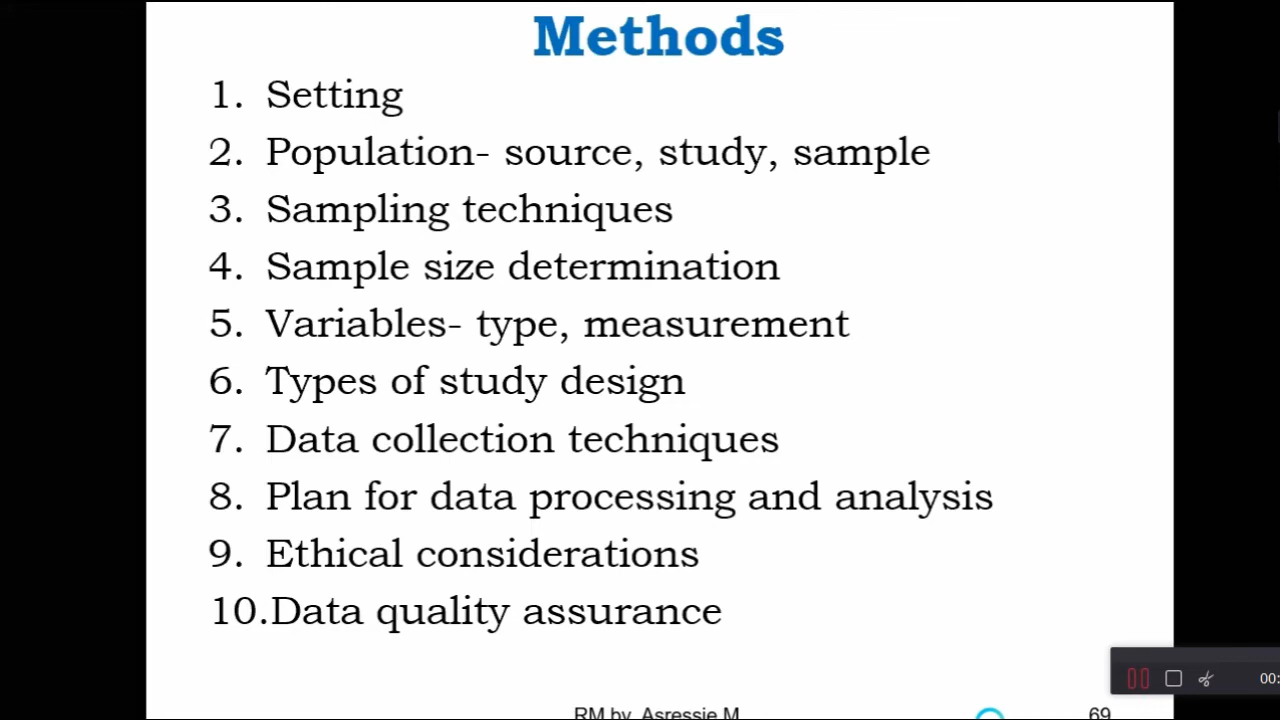 Methods
1. Setting
2. Population- source, study, sample
3. Sampling techniques
4. Sample size determination
5. Variables- type, measurement
6. Types of study design
7. Data collection techniques
8. Plan for data processing and analysis
9. Ethical considerations
10.Data quality assurance
00:
RM by Asressie M
69